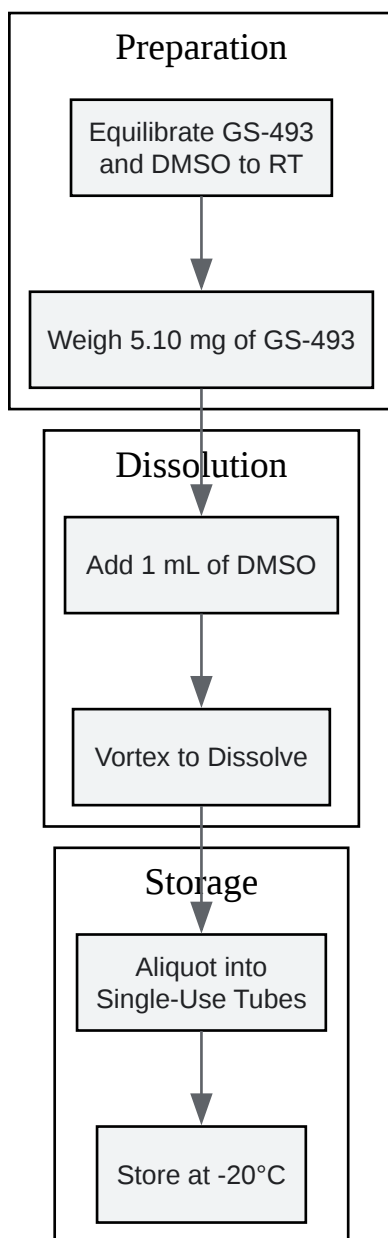 Preparation
Equilibrate GS-493
and DMSO to RT
Weigh 5.10 mg of GS-493
Dissolution
Add 1 mL of DMSO
Vortex to Dissolve
Storage
Aliquot into
Single-Use Tubes
Store at -20°C